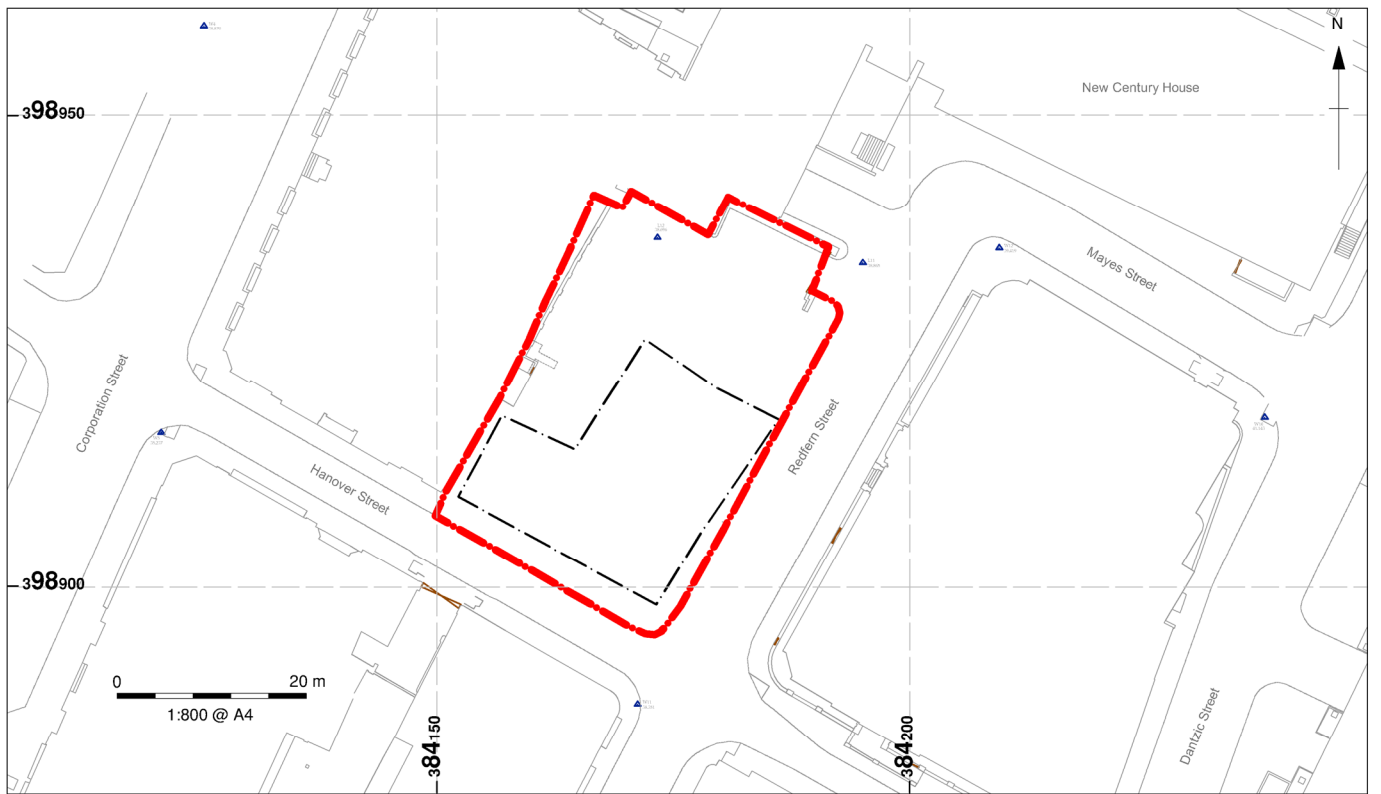 N
New Century House
398950
Mayes Street
Corporation Street
Redfern Street
Hanover Street
398900
0 20 m
1:800 @ A4
384150
384200
Dantzic Street